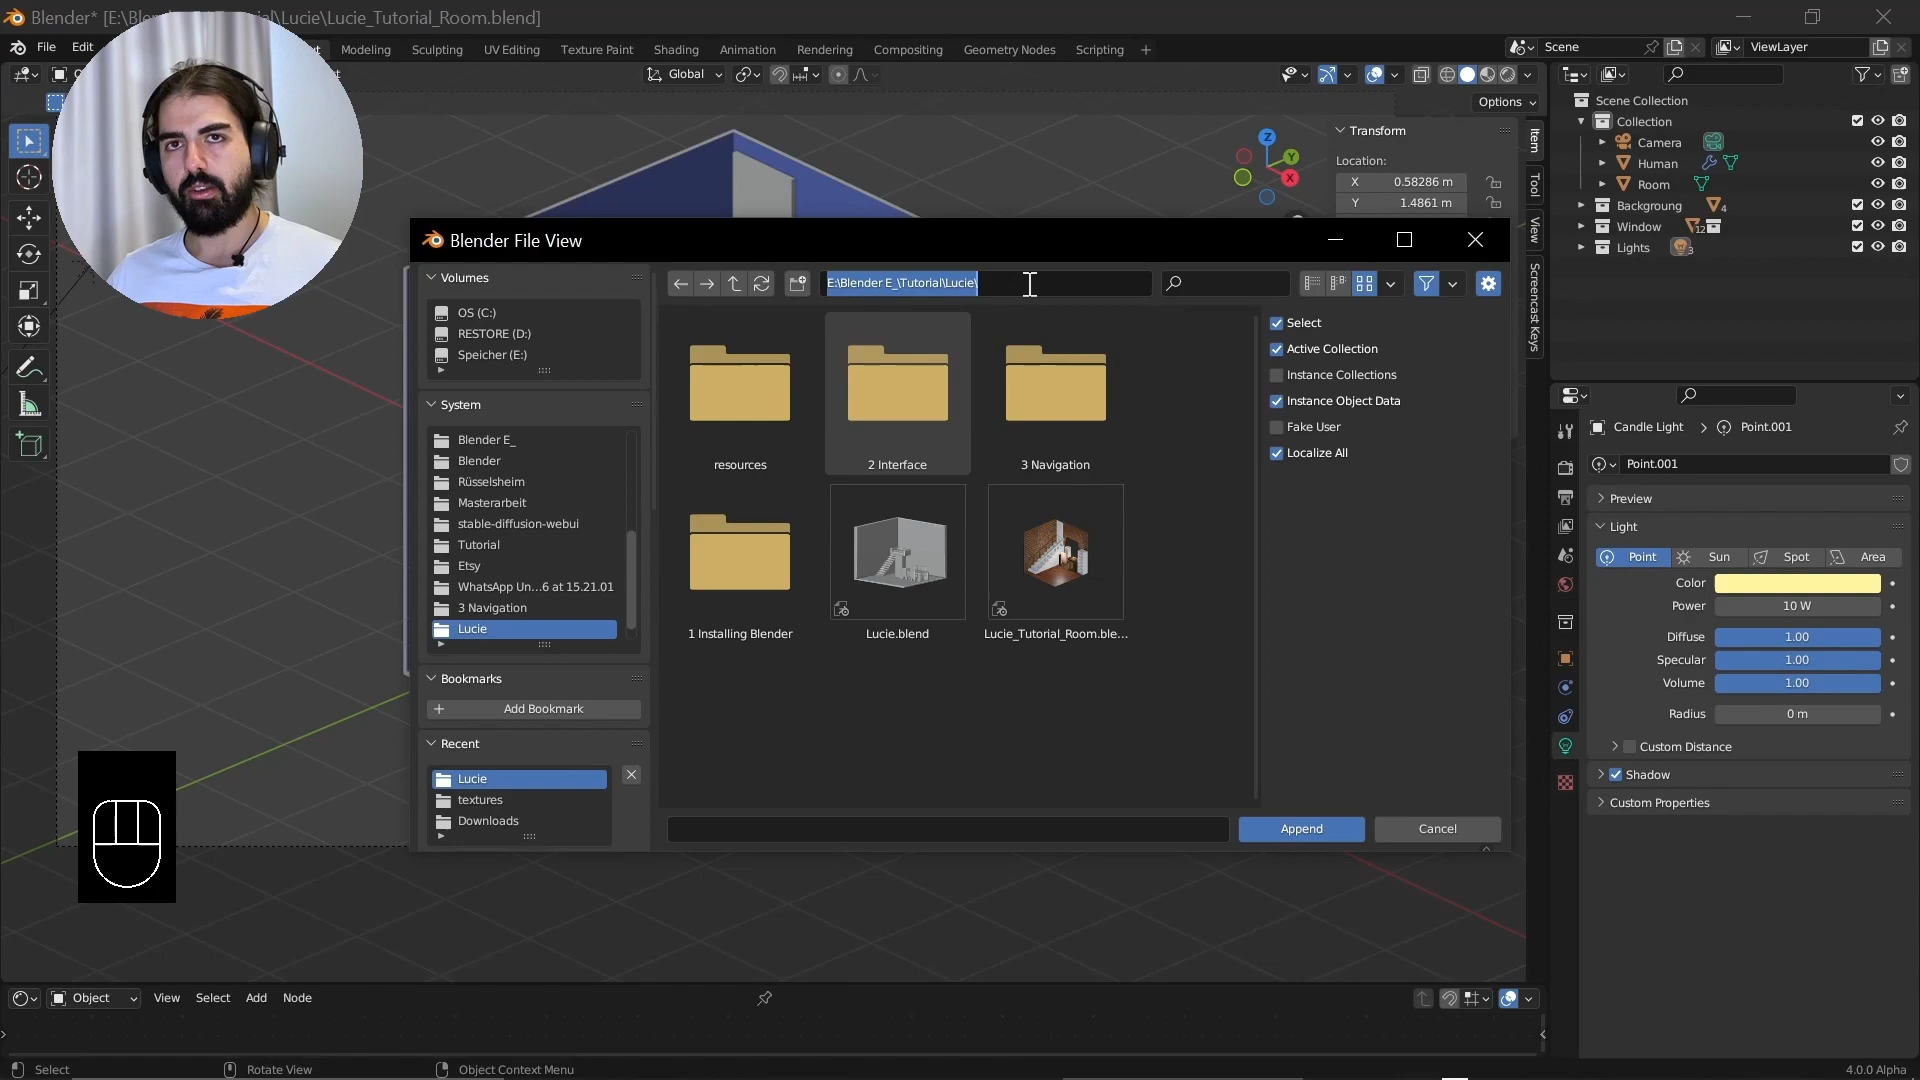 Blender* [E:\
\Lucie\Lucie_Tutorial_Room.blend]
File Edit
Modeling Sculpting UV Editing Texture Paint Shading Animation Rendering Compositing Geometry Nodes Scripting +
Scene ViewLayer
Global
Options
Scene Collection
Collection
Camera
Human
Room
Backgroung 4
Window 12
Lights 3
Transform
Location:
X 0.58286 m
Y 1.4861 m
Z
Y
X
Item
Tool
View
Screencast Keys
Blender File View
Volumes
OS (C:)
RESTORE (D:)
Speicher (E:)
System
Blender E_
Blender
Rüsselsheim
Masterarbeit
stable-diffusion-webui
Tutorial
Etsy
WhatsApp Un...6 at 15.21.01
3 Navigation
Lucie
Bookmarks
Add Bookmark
Recent
Lucie
textures
Downloads
E:\Blender E_\Tutorial\Lucie\
resources
2 Interface
3 Navigation
1 Installing Blender
Lucie.blend
Lucie_Tutorial_Room.ble...
Select
Active Collection
Instance Collections
Instance Object Data
Fake User
Localize All
Append
Cancel
Candle Light > Point.001
Point.001
Preview
Light
Point Sun Spot Area
Color
Power 10 W
Diffuse 1.00
Specular 1.00
Volume 1.00
Radius 0 m
Custom Distance
Shadow
Custom Properties
Object View Select Add Node
Select Rotate View Object Context Menu
4.0.0 Alpha